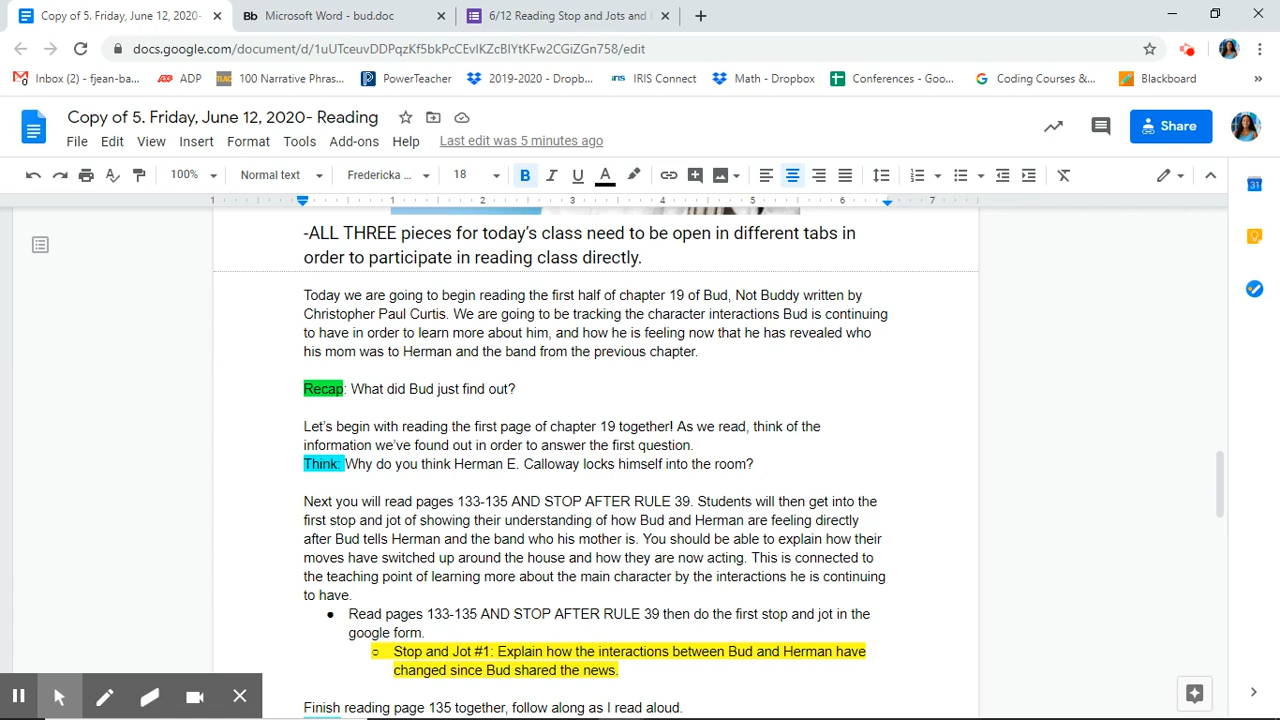 Copy of 5. Friday, June 12, 2020- R
Microsoft Word - bud.doc
6/12 Reading Stop and Jots and
docs.google.com/document/d/1uUTceuvDDPqzKf5bkPcCEvIKZcBlYtKFw2CGiZGn758/edit
Inbox (2) - fjean-ba...
ADP
100 Narrative Phras...
PowerTeacher
2019-2020 - Dropb...
IRIS Connect
Math - Dropbox
Conferences - Goo...
Coding Courses &...
Blackboard
Copy of 5. Friday, June 12, 2020- Reading
File Edit View Insert Format Tools Add-ons Help Last edit was 5 minutes ago
Share
100% Normal text Fredericka ... 18
1 1 2 3 4 5 6 7
-ALL THREE pieces for today's class need to be open in different tabs in
order to participate in reading class directly.
Today we are going to begin reading the first half of chapter 19 of Bud, Not Buddy written by
Christopher Paul Curtis. We are going to be tracking the character interactions Bud is continuing
to have in order to learn more about him, and how he is feeling now that he has revealed who
his mom was to Herman and the band from the previous chapter.
Recap: What did Bud just find out?
Let's begin with reading the first page of chapter 19 together! As we read, think of the
information we've found out in order to answer the first question.
Think: Why do you think Herman E. Calloway locks himself into the room?
Next you will read pages 133-135 AND STOP AFTER RULE 39. Students will then get into the
first stop and jot of showing their understanding of how Bud and Herman are feeling directly
after Bud tells Herman and the band who his mother is. You should be able to explain how their
moves have switched up around the house and how they are now acting. This is connected to
the teaching point of learning more about the main character by the interactions he is continuing
to have.
● Read pages 133-135 AND STOP AFTER RULE 39 then do the first stop and jot in the
google form.
○ Stop and Jot #1: Explain how the interactions between Bud and Herman have
changed since Bud shared the news.
Finish reading page 135 together, follow along as I read aloud.